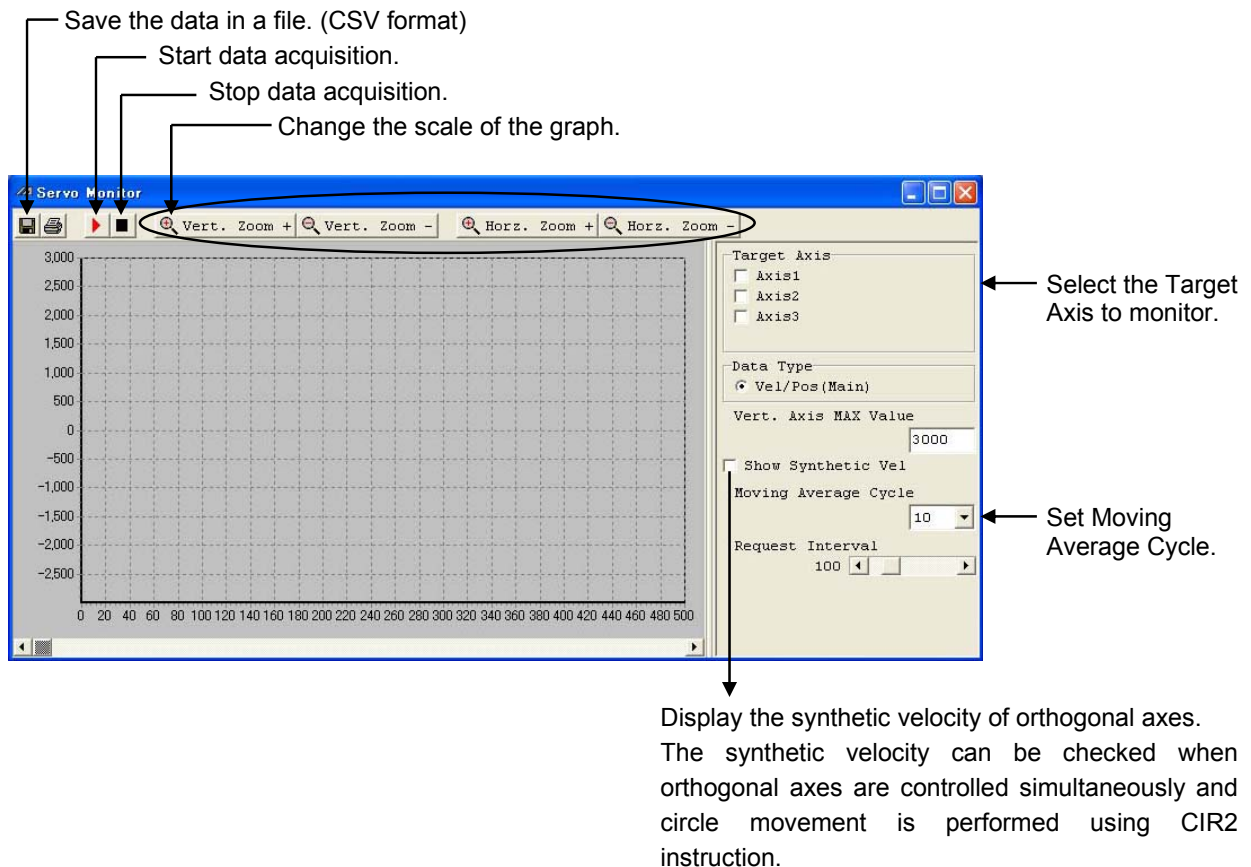 Save the data in a file. (CSV format)
Start data acquisition.
Stop data acquisition.
Change the scale of the graph.
Servo Monitor
Vert. Zoom + Vert. Zoom - Horz. Zoom + Horz. Zoom -
3,000
2,500
2,000
1,500
1,000
500
0
-500
-1,000
-1,500
-2,000
-2,500
0 20 40 60 80 100 120 140 160 180 200 220 240 260 280 300 320 340 360 380 400 420 440 460 480 500
Target Axis
Axis1
Axis2
Axis3
Data Type
Vel/Pos(Main)
Vert. Axis MAX Value
3000
Show Synthetic Vel
Moving Average Cycle
10
Request Interval
100
Select the Target
Axis to monitor.
Set Moving
Average Cycle.
Display the synthetic velocity of orthogonal axes.
The synthetic velocity can be checked when
orthogonal axes are controlled simultaneously and
circle movement is performed using CIR2
instruction.